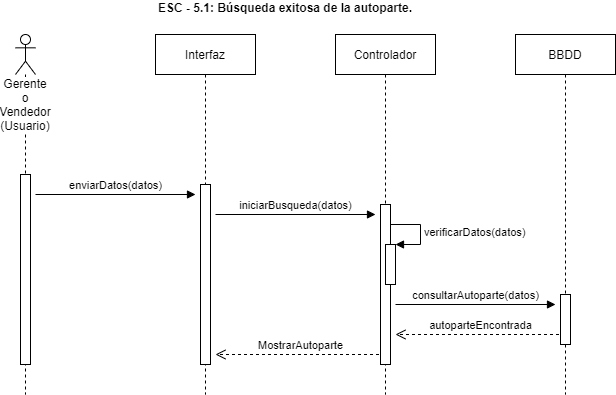 ESC - 5.1: Búsqueda exitosa de la autoparte.
Interfaz
Controlador
BBDD
Gerente
o
Vendedor
(Usuario)
enviarDatos(datos)
iniciarBusqueda(datos)
verificarDatos(datos)
consultarAutoparte(datos)
autoparteEncontrada
MostrarAutoparte